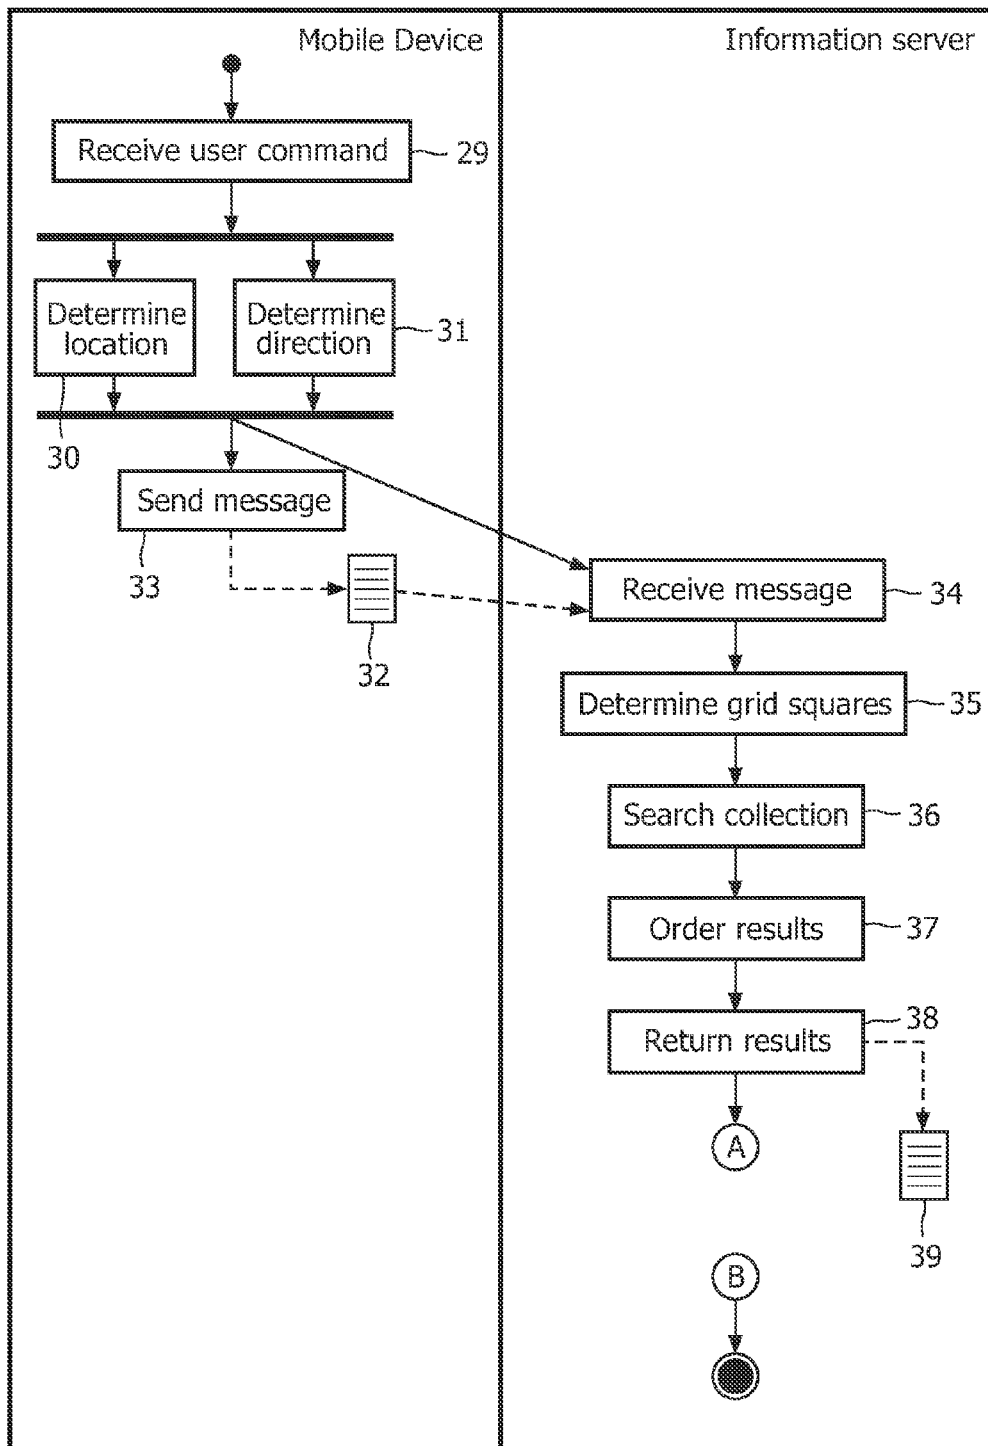 Mobile Device
Information server
Receive user command
29
Determine
location
Determine
direction
31
30
Send message
33
32
Receive message
34
Determine grid squares
35
Search collection
36
Order results
37
Return results
38
A
39
B